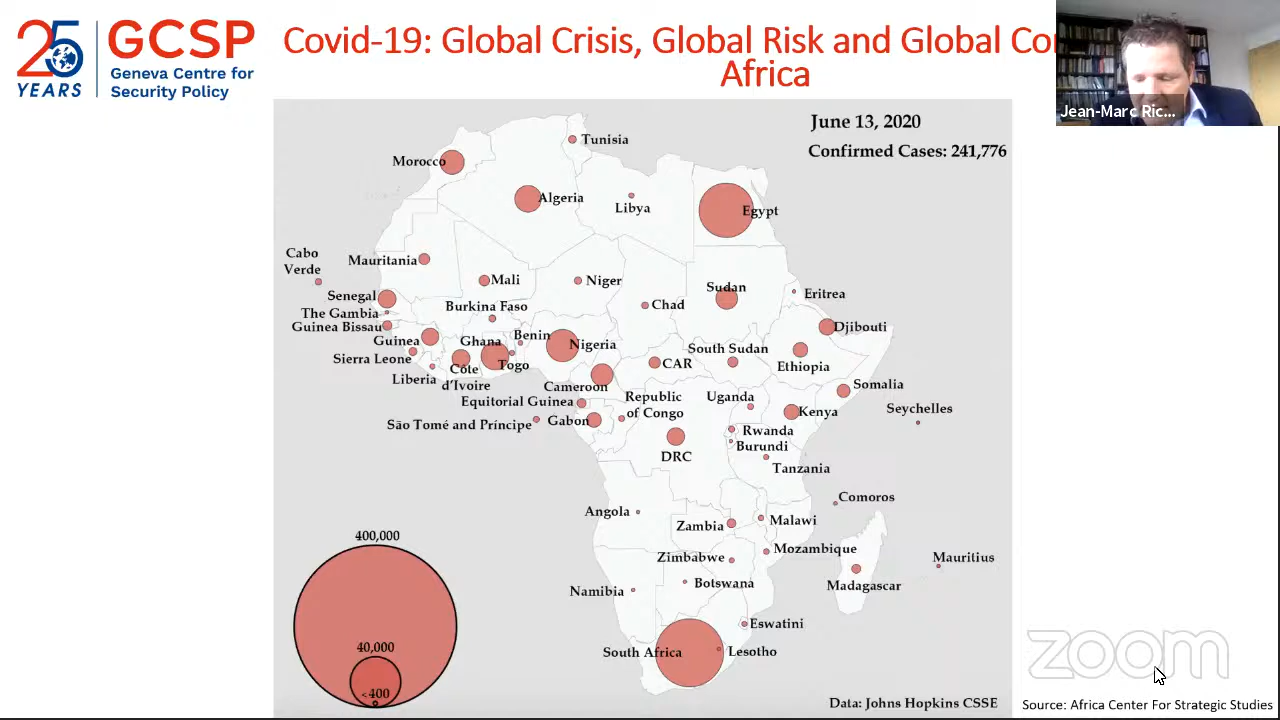 25
YEARS
GCSP
Geneva Centre for
Security Policy
Covid-19: Global Crisis, Global Risk and Global
Africa
Jean-Marc Ric...
June 13, 2020
Confirmed Cases: 241,776
Tunisia
Morocco
Algeria
Libya
Egypt
Cabo
Verde
Mauritania
Mali
Niger
Chad
Sudan
Eritrea
Senegal
The Gambia
Guinea Bissau
Burkina Faso
Djibouti
Guinea
Ghana
Benin
Nigeria
South Sudan
Sierra Leone
Côte
d'Ivoire
Togo
CAR
Ethiopia
Liberia
Cameroon
Somalia
Equitorial Guinea
Republic
of Congo
Uganda
Kenya
Seychelles
São Tomé and Príncipe
Gabon
Rwanda
Burundi
DRC
Tanzania
Comoros
Angola
Zambia
Malawi
Mozambique
Zimbabwe
Mauritius
Madagascar
Botswana
Namibia
Eswatini
South Africa
Lesotho
400,000
40,000
<400
Data: Johns Hopkins CSSE
zoom
Source: Africa Center For Strategic Studies